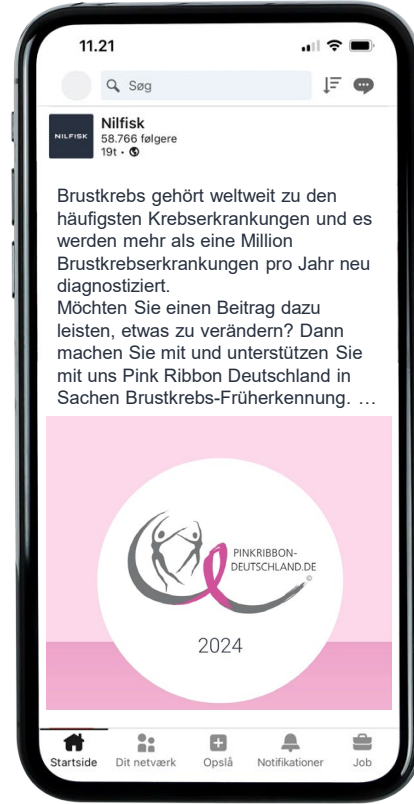 11.21
Søg
NILFISK
Nilfisk
58.766 følgere
19t •
Brustkrebs gehört weltweit zu den
häufigsten Krebserkrankungen und es
werden mehr als eine Million
Brustkrebserkrankungen pro Jahr neu
diagnostiziert.
Möchten Sie einen Beitrag dazu
leisten, etwas zu verändern? Dann
machen Sie mit und unterstützen Sie
mit uns Pink Ribbon Deutschland in
Sachen Brustkrebs-Früherkennung. …
PINKRIBBON-
DEUTSCHLAND.DE
©
2024
Startside Dit netværk Opslå Notifikationer Job